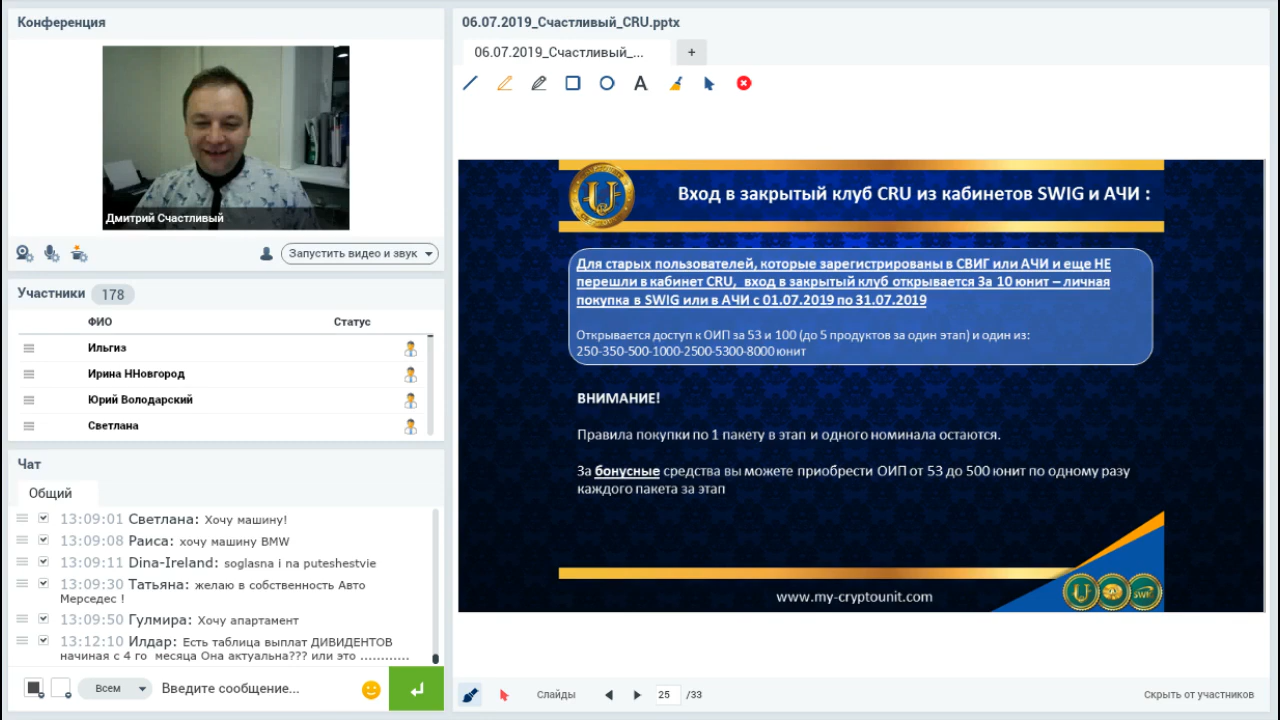 Конференция
Дмитрий Счастливый
Запустить видео и звук
Участники 178
ФИО Статус
Ильгиз
Ирина ННовгород
Юрий Володарский
Светлана
Чат
Общий
13:09:01 Светлана: Хочу машину!
13:09:08 Раиса: хочу машину BMW
13:09:11 Dina-Ireland: soglasna i na puteshestvie
13:09:30 Татьяна: желаю в собственность Авто
Мерседес !
13:09:50 Гулмира: Хочу апартамент
13:12:10 Илдар: Есть таблица выплат ДИВИДЕНТОВ
начиная с 4 го месяца Она актуальна??? или это ............
Всем Введите сообщение...
06.07.2019_Счастливый_CRU.pptx
06.07.2019_Счастливый_... +
A
Вход в закрытый клуб CRU из кабинетов SWIG и АЧИ :
Для старых пользователей, которые зарегистрированы в СВИГ или АЧИ и еще НЕ
перешли в кабинет CRU, вход в закрытый клуб открывается За 10 юнит – личная
покупка в SWIG или в АЧИ с 01.07.2019 по 31.07.2019
Открывается доступ к ОИП за 53 и 100 (до 5 продуктов за один этап) и один из:
250-350-500-1000-2500-5300-8000 юнит
ВНИМАНИЕ!
Правила покупки по 1 пакету в этап и одного номинала остаются.
За бонусные средства вы можете приобрести ОИП от 53 до 500 юнит по одному разу
каждого пакета за этап
www.my-cryptounit.com
Слайды 25 /33
Скрыть от участников